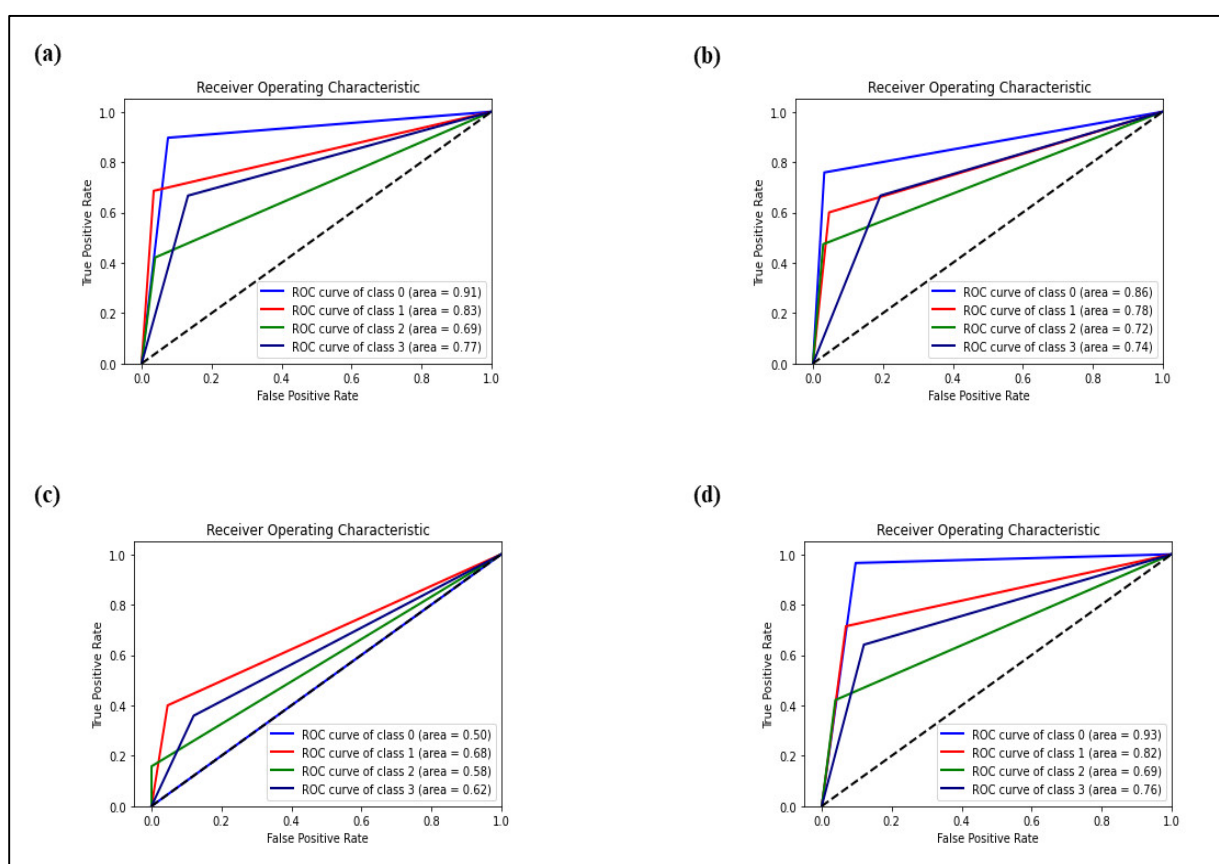 (a)
Receiver Operating Characteristic
1.0
0.8
0.6
0.4
0.2
0.0
True Positive Rate
ROC curve of class 0 (area = 0.91)
ROC curve of class 1 (area = 0.83)
ROC curve of class 2 (area = 0.69)
ROC curve of class 3 (area = 0.77)
0.0 0.2 0.4 0.6 0.8 1.0
False Positive Rate
(b)
Receiver Operating Characteristic
1.0
0.8
0.6
0.4
0.2
0.0
True Positive Rate
ROC curve of class 0 (area = 0.86)
ROC curve of class 1 (area = 0.78)
ROC curve of class 2 (area = 0.72)
ROC curve of class 3 (area = 0.74)
0.0 0.2 0.4 0.6 0.8 1.0
False Positive Rate
(c)
Receiver Operating Characteristic
1.0
0.8
0.6
0.4
0.2
0.0
True Positive Rate
ROC curve of class 0 (area = 0.50)
ROC curve of class 1 (area = 0.68)
ROC curve of class 2 (area = 0.58)
ROC curve of class 3 (area = 0.62)
0.0 0.2 0.4 0.6 0.8 1.0
False Positive Rate
(d)
Receiver Operating Characteristic
1.0
0.8
0.6
0.4
0.2
0.0
True Positive Rate
ROC curve of class 0 (area = 0.93)
ROC curve of class 1 (area = 0.82)
ROC curve of class 2 (area = 0.69)
ROC curve of class 3 (area = 0.76)
0.0 0.2 0.4 0.6 0.8 1.0
False Positive Rate